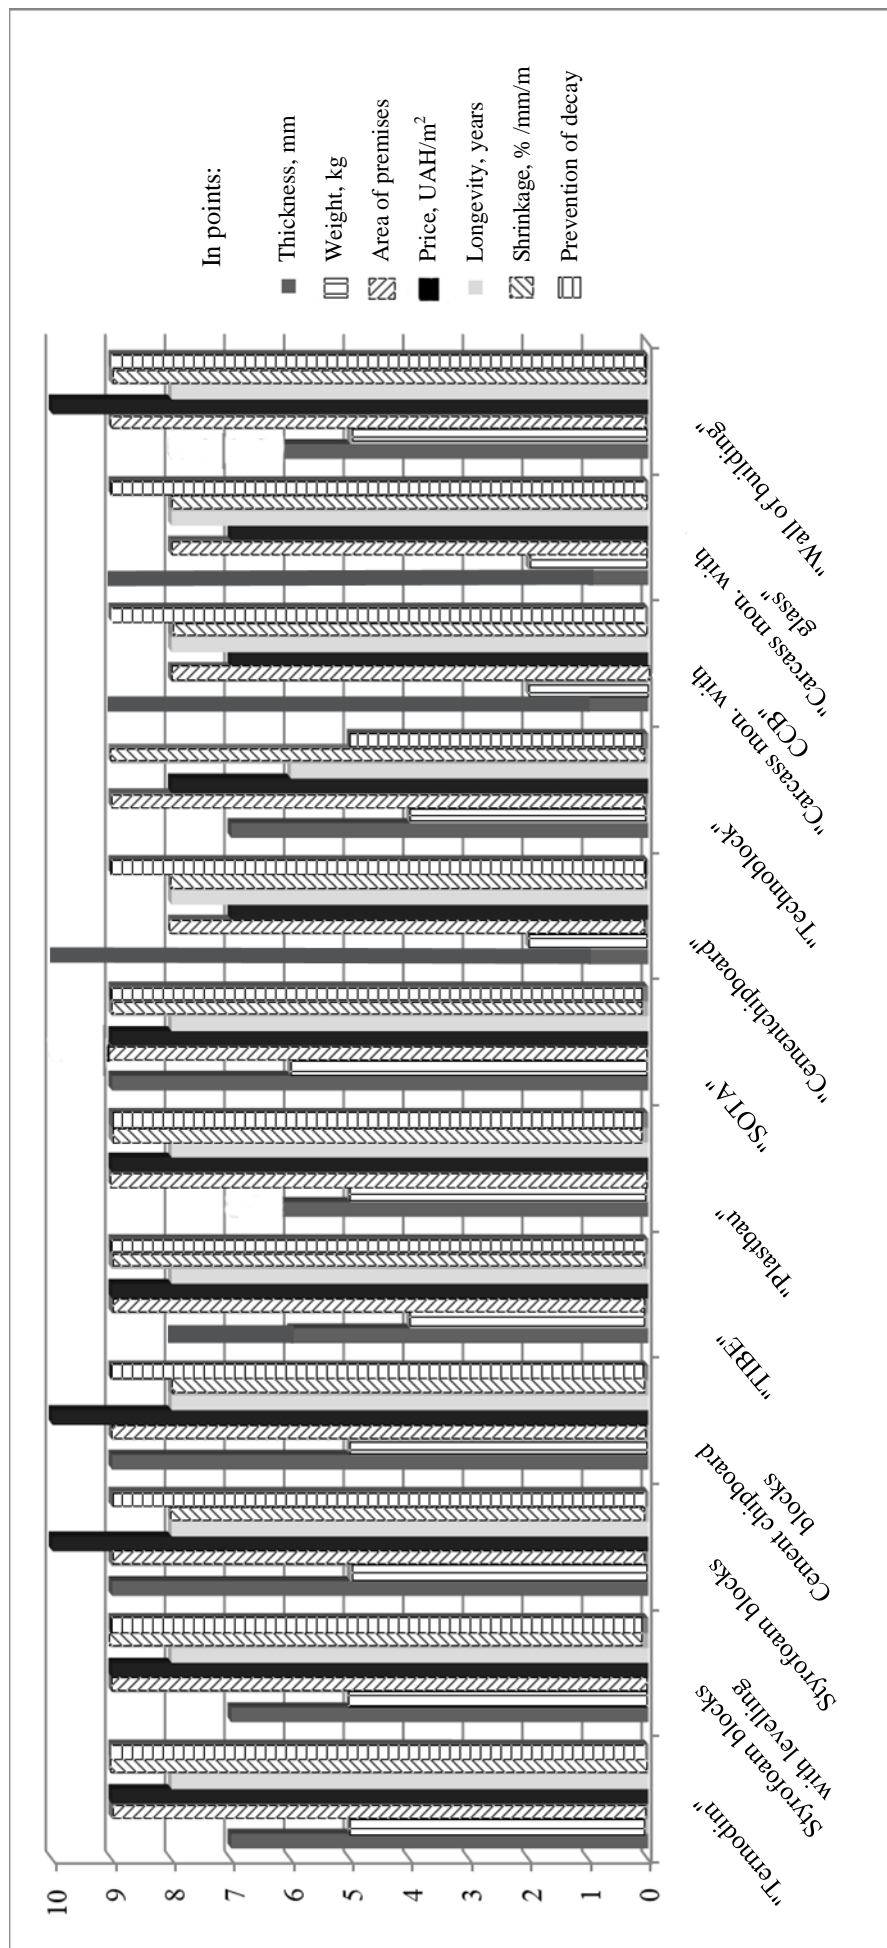 10
9
8
7
6
5
4
3
2
1
0
"Termodim"
Styrofoam blocks
with levelling
Styrofoam blocks
Cement chipboard
blocks
"TIBE"
"Plastbau"
"SOTA"
"Cementchipboard"
"Technoblock"
"Carcass mon. with
CCB"
"Carcass mon. with
glass"
"Wall of building"
In points:
Thickness, mm
Weight, kg
Area of premises
Price, UAH/m²
Longevity, years
Shrinkage, % /mm/m
Prevention of decay